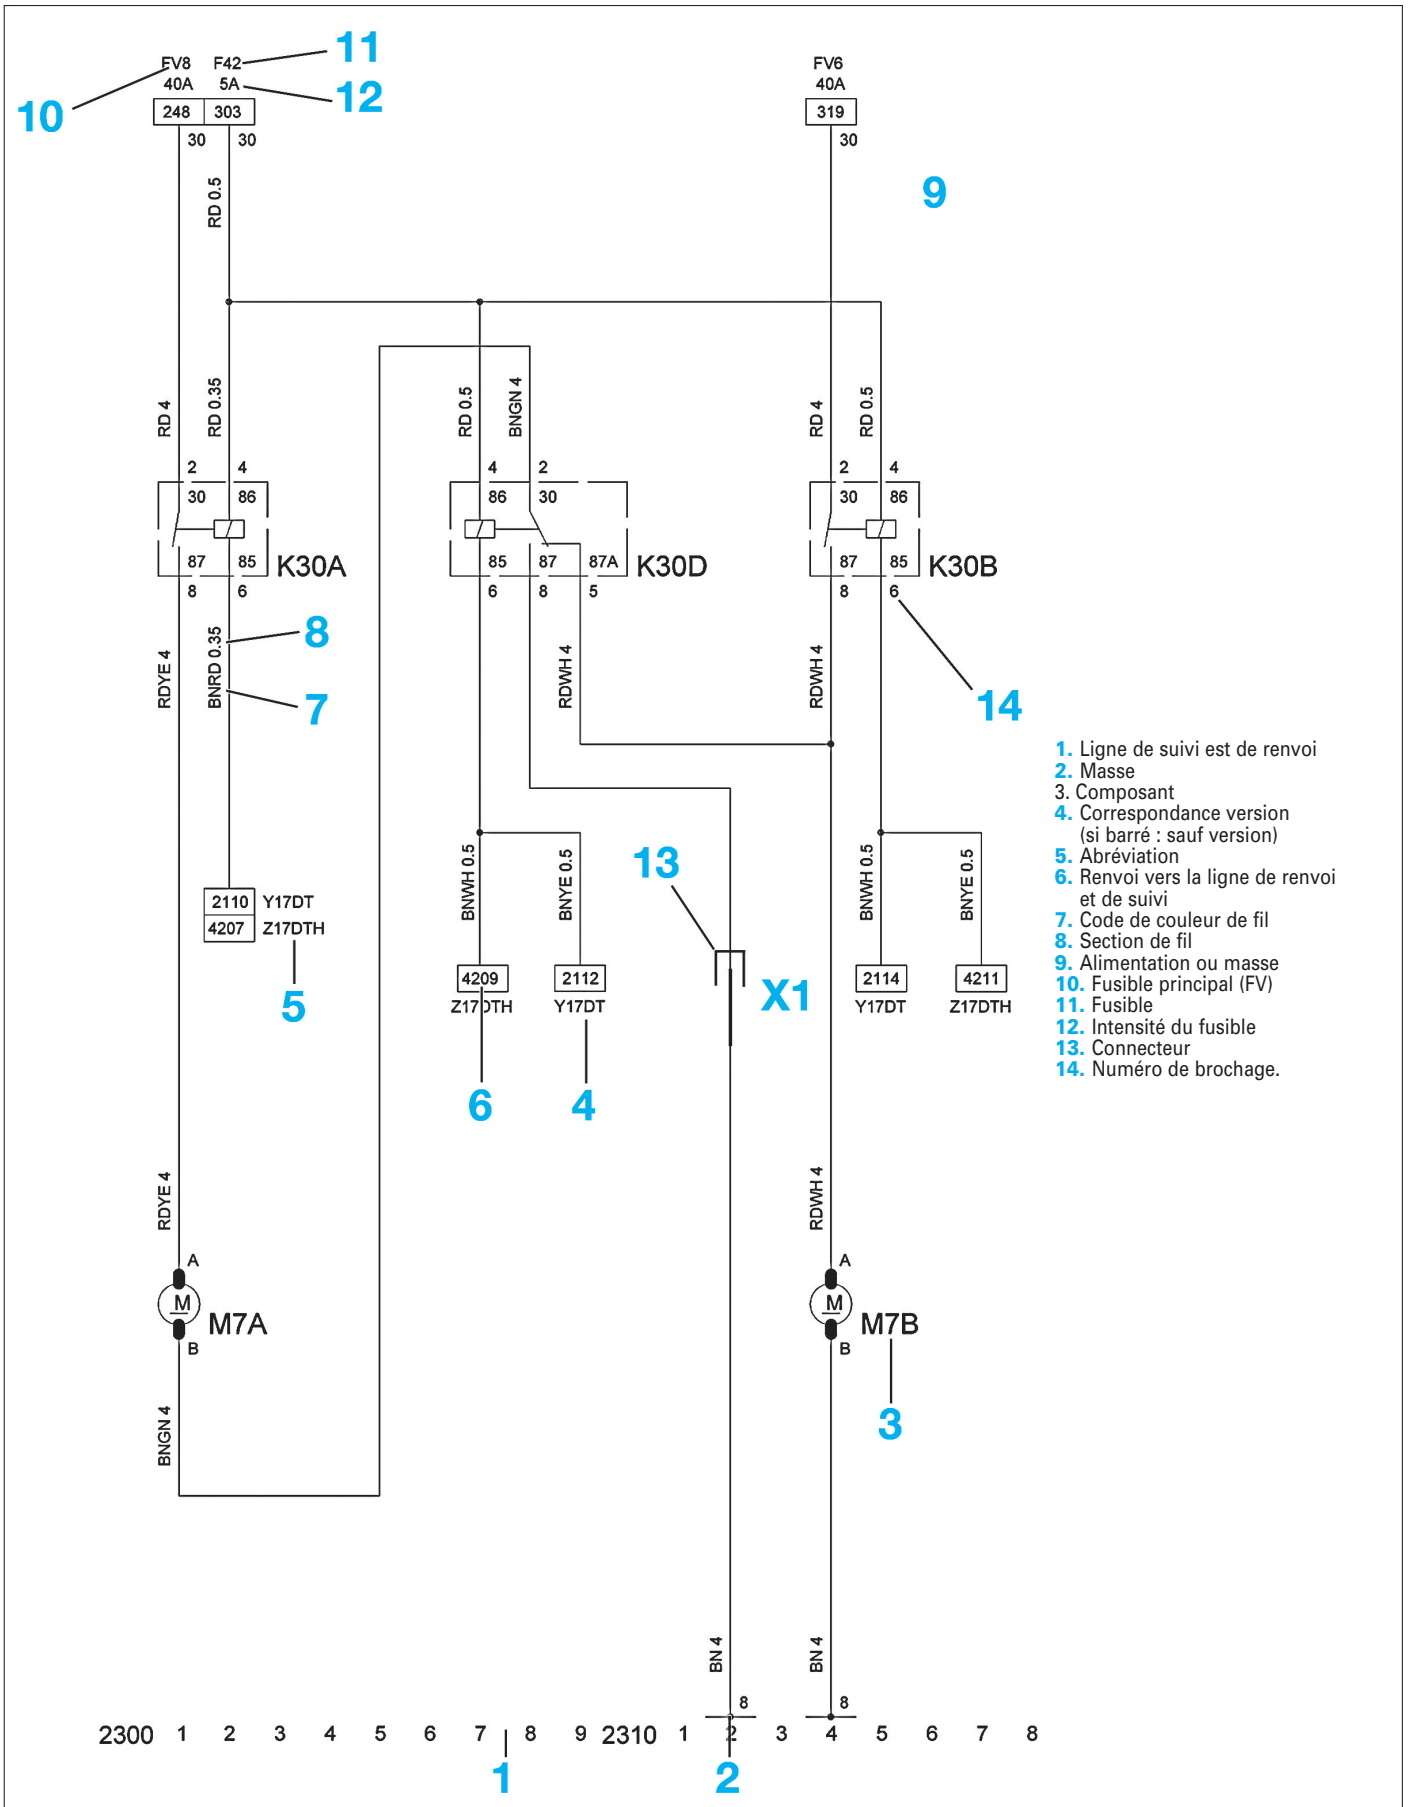 11
FV8 F42
FV6
40A 5A
40A
12
10
248 303
319
30 30
30
9
RD 0.5
RD 4
RD 0.35
RD 0.5
BNGN 4
RD 4
RD 0.5
2 4
4 2
2 4
30 86
86 30
30 86
87 85
85 87 87A
87 85
K30A
K30D
K30B
8 6
6 8 5
8 6
8
7
14
RDYE 4
BNRD 0.35
RDWH 4
RDWH 4
1. Ligne de suivi est de renvoi
2. Masse
3. Composant
4. Correspondance version
(si barré : sauf version)
5. Abréviation
6. Renvoi vers la ligne de renvoi
et de suivi
7. Code de couleur de fil
8. Section de fil
9. Alimentation ou masse
10. Fusible principal (FV)
11. Fusible
12. Intensité du fusible
13. Connecteur
14. Numéro de brochage.
13
BNWH 0.5
BNYE 0.5
BNWH 0.5
BNYE 0.5
2110 Y17DT
4207 Z17DTH
4209
2112
2114
4211
Z17DTH
Y17DT
X1
Y17DT
Z17DTH
5
6
4
RDYE 4
RDWH 4
A
A
M
M7A
M
M7B
B
B
3
BNGN 4
BN 4
BN 4
8
8
2300 1 2 3 4 5 6 7 8 9 2310 1 2 3 4 5 6 7 8
1
2